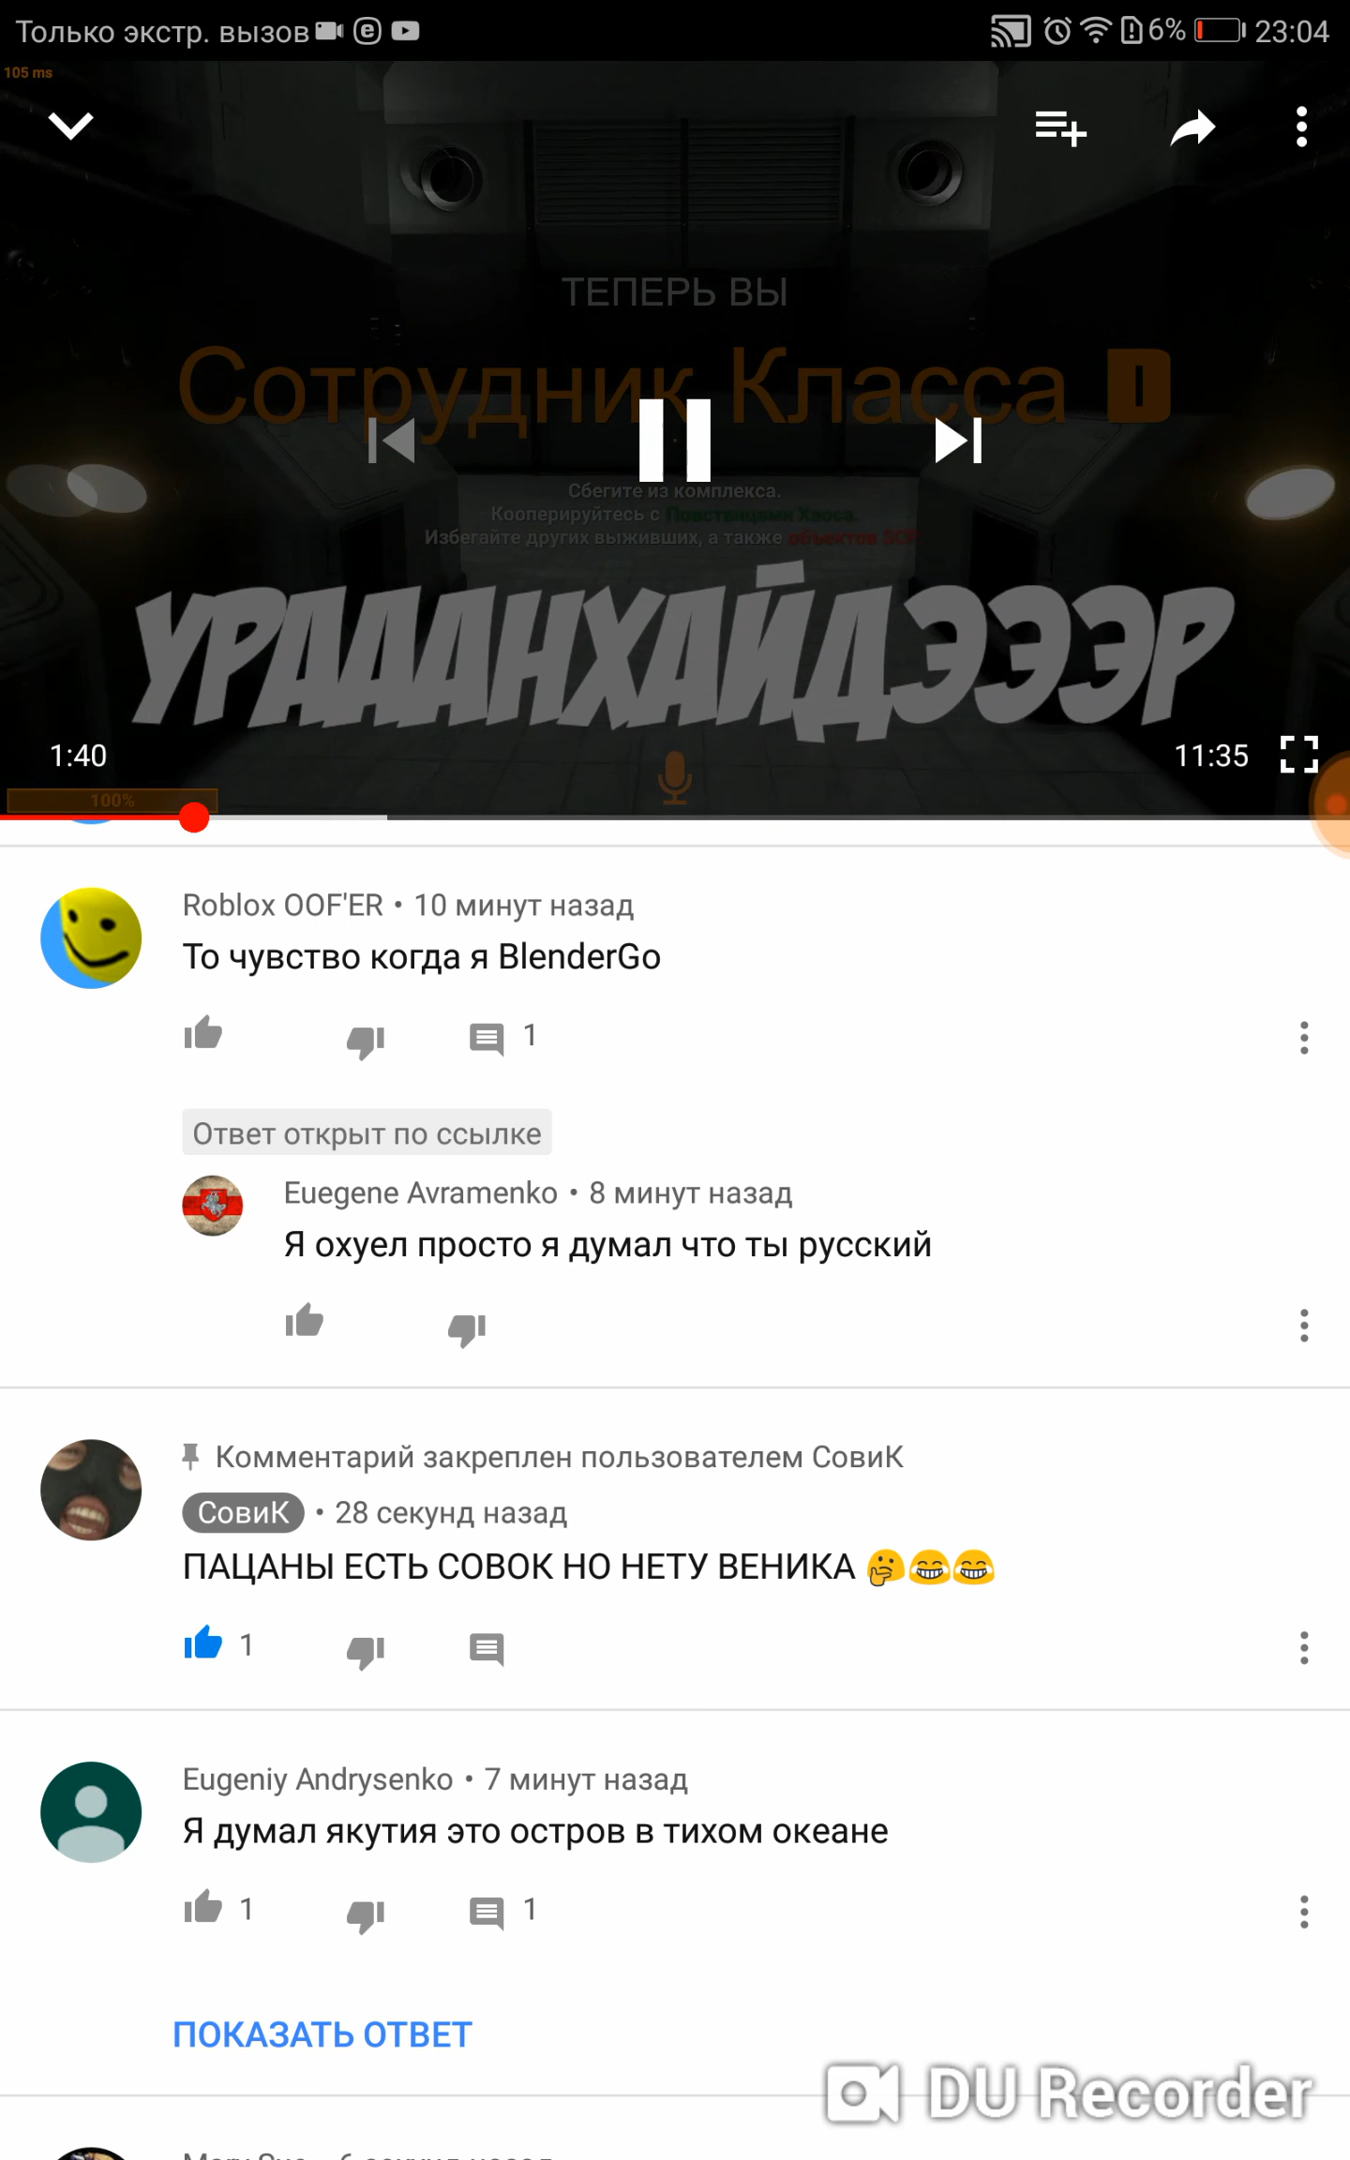 Только экстр. вызов
6% 23:04
105 ms
ТЕПЕРЬ ВЫ
Сотрудник Класса D
Сбегите из комплекса.
Кооперируйтесь с Повстанцами Хаоса.
Избегайте других выживших, а также объектов SCP
УРАААНХАЙДЭЭЭР
1:40
11:35
100%
Roblox OOF'ER • 10 минут назад
То чувство когда я BlenderGo
1
Ответ открыт по ссылке
Euegene Avramenko • 8 минут назад
Я охуел просто я думал что ты русский
Комментарий закреплен пользователем СовиК
СовиК • 28 секунд назад
ПАЦАНЫ ЕСТЬ СОВОК НО НЕТУ ВЕНИКА 🤔😂😂
1
Eugeniy Andrysenko • 7 минут назад
Я думал якутия это остров в тихом океане
1 1
ПОКАЗАТЬ ОТВЕТ
DU Recorder